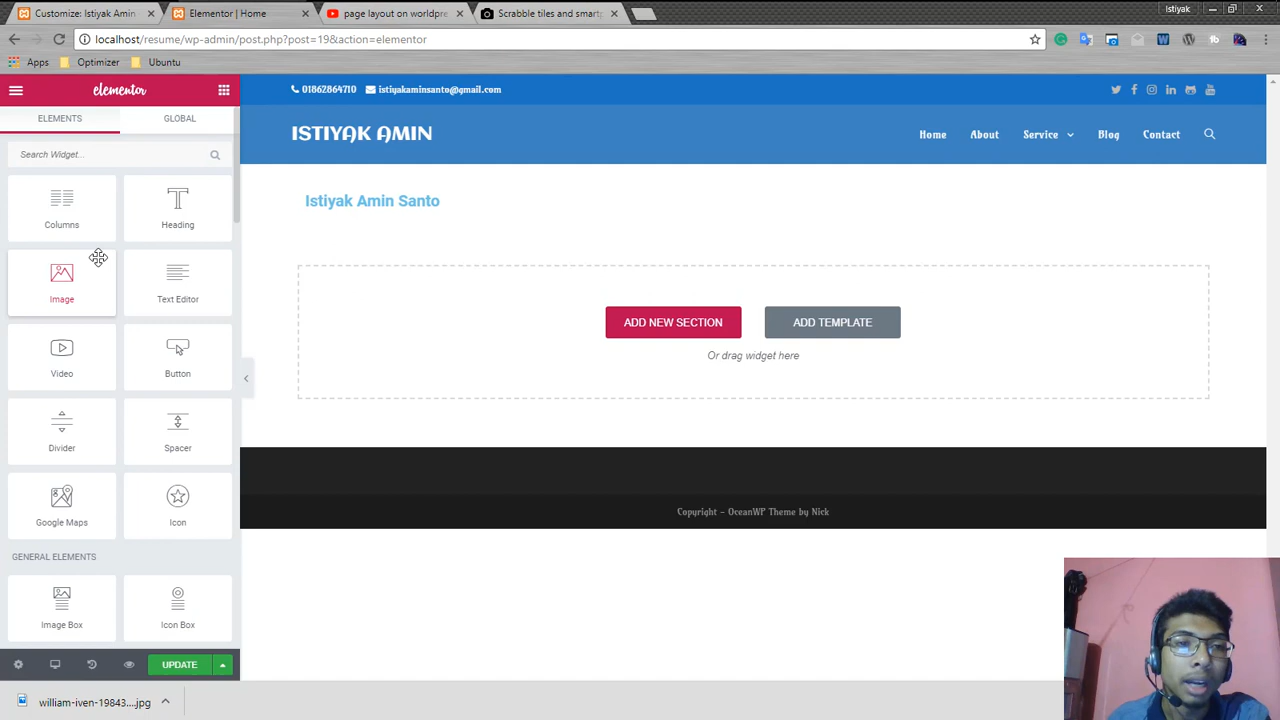 Customize: Istiyak Amin
Elementor | Home
page layout on worldpre
Scrabble tiles and smartp
Istiyak
localhost/resume/wp-admin/post.php?post=19&action=elementor
Apps
Optimizer
Ubuntu
elementor
ELEMENTS
GLOBAL
Search Widget...
Columns
Heading
Image
Text Editor
Video
Button
Divider
Spacer
Google Maps
Icon
GENERAL ELEMENTS
Image Box
Icon Box
UPDATE
01862864710
istiyakaminsanto@gmail.com
ISTIYAK AMIN
Home
About
Service
Blog
Contact
Istiyak Amin Santo
ADD NEW SECTION
ADD TEMPLATE
Or drag widget here
Copyright - OceanWP Theme by Nick
william-iven-19843....jpg